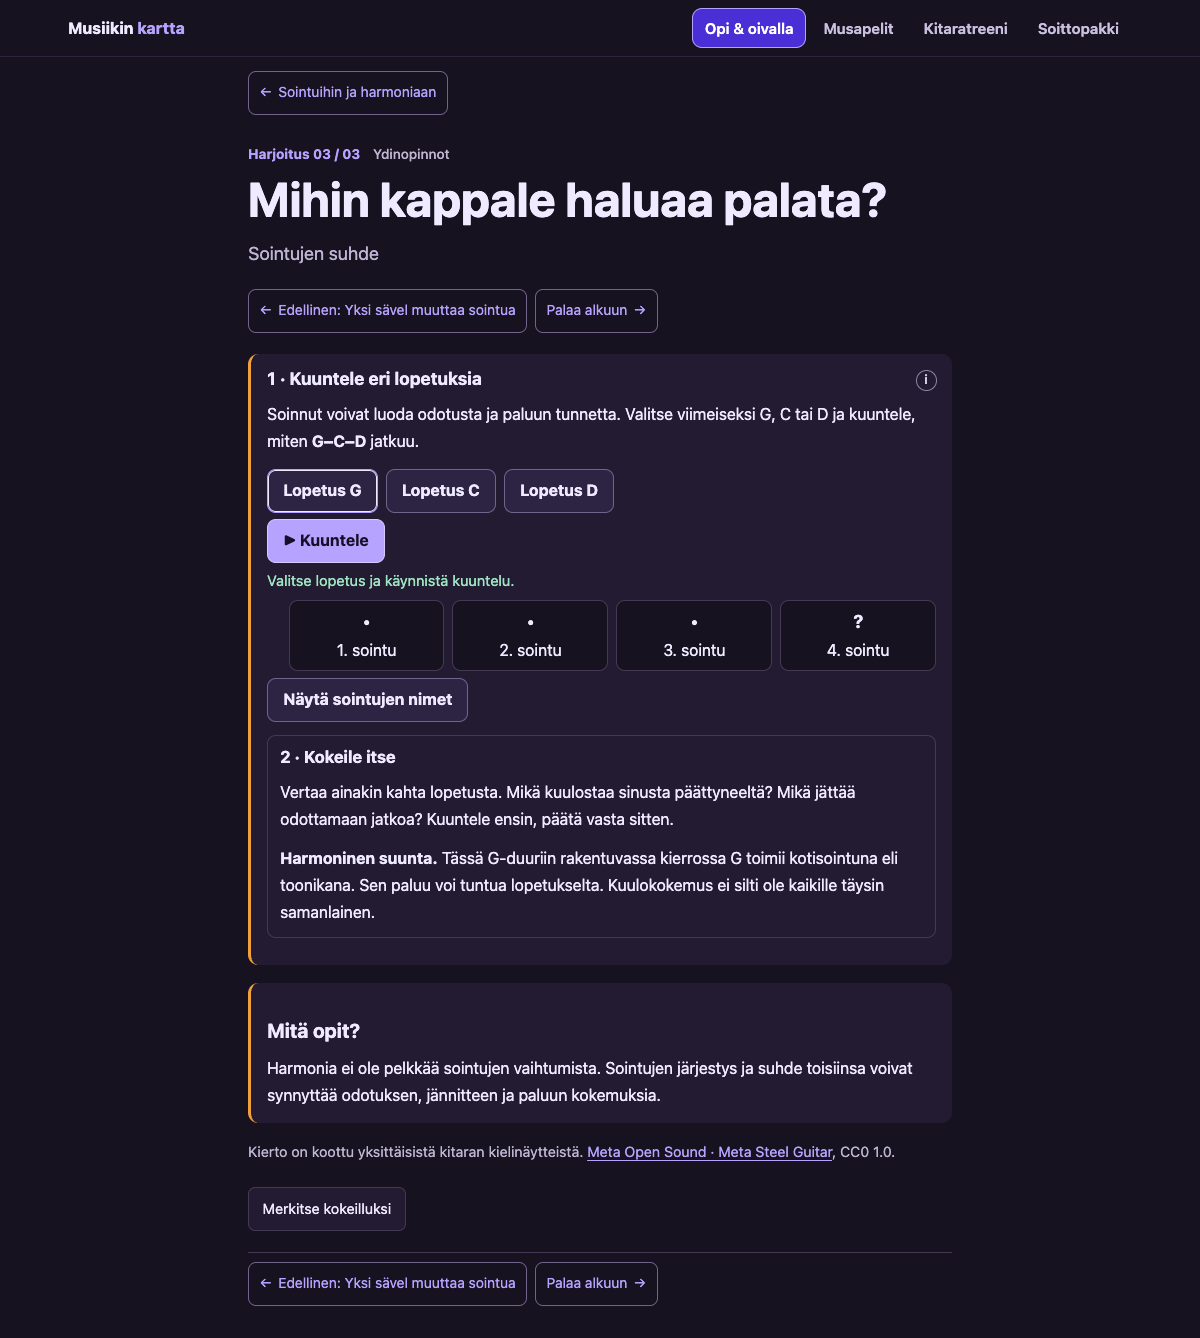 Musiikin kartta
Opi & oivalla
Musapelit
Kitaratreeni
Soittopakki
← Sointuihin ja harmoniaan
Harjoitus 03 / 03 Ydinopinnot
Mihin kappale haluaa palata?
Sointujen suhde
← Edellinen: Yksi sävel muuttaa sointua
Palaa alkuun →
1 · Kuuntele eri lopetuksia
i
Soinnut voivat luoda odotusta ja paluun tunnetta. Valitse viimeiseksi G, C tai D ja kuuntele,
miten G–C–D jatkuu.
Lopetus G
Lopetus C
Lopetus D
▶ Kuuntele
Valitse lopetus ja käynnistä kuuntelu.
•
1. sointu
•
2. sointu
•
3. sointu
?
4. sointu
Näytä sointujen nimet
2 · Kokeile itse
Vertaa ainakin kahta lopetusta. Mikä kuulostaa sinusta päättyneeltä? Mikä jättää
odottamaan jatkoa? Kuuntele ensin, päätä vasta sitten.
Harmoninen suunta. Tässä G-duuriin rakentuvassa kierrossa G toimii kotisointuna eli
toonikana. Sen paluu voi tuntua lopetukselta. Kuulokokemus ei silti ole kaikille täysin
samanlainen.
Mitä opit?
Harmonia ei ole pelkkää sointujen vaihtumista. Sointujen järjestys ja suhde toisiinsa voivat
synnyttää odotuksen, jännitteen ja paluun kokemuksia.
Kierto on koottu yksittäisistä kitaran kielinäytteistä. Meta Open Sound · Meta Steel Guitar, CC0 1.0.
Merkitse kokeilluksi
← Edellinen: Yksi sävel muuttaa sointua
Palaa alkuun →